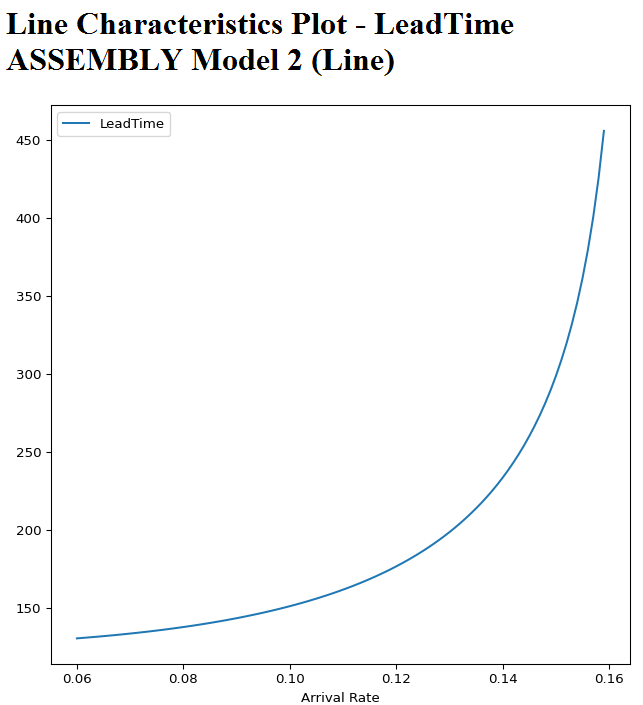 Line Characteristics Plot - LeadTime
ASSEMBLY Model 2 (Line)
LeadTime
450
400
350
300
250
200
150
0.06 0.08 0.10 0.12 0.14 0.16
Arrival Rate